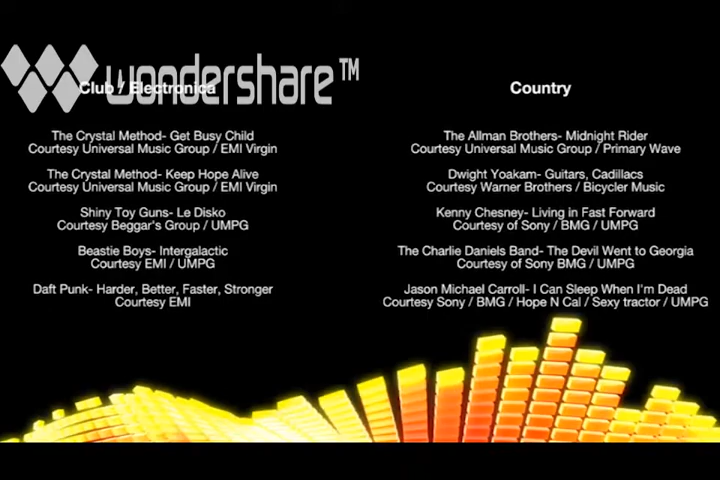 wondershare™
Club / Electronica
The Crystal Method- Get Busy Child
Courtesy Universal Music Group / EMI Virgin
The Crystal Method- Keep Hope Alive
Courtesy Universal Music Group / EMI Virgin
Shiny Toy Guns- Le Disko
Courtesy Beggar's Group / UMPG
Beastie Boys- Intergalactic
Courtesy EMI / UMPG
Daft Punk- Harder, Better, Faster, Stronger
Courtesy EMI
Country
The Allman Brothers- Midnight Rider
Courtesy Universal Music Group / Primary Wave
Dwight Yoakam- Guitars, Cadillacs
Courtesy Warner Brothers / Bicycler Music
Kenny Chesney- Living in Fast Forward
Courtesy of Sony / BMG / UMPG
The Charlie Daniels Band- The Devil Went to Georgia
Courtesy of Sony BMG / UMPG
Jason Michael Carroll- I Can Sleep When I'm Dead
Courtesy Sony / BMG / Hope N Cal / Sexy tractor / UMPG